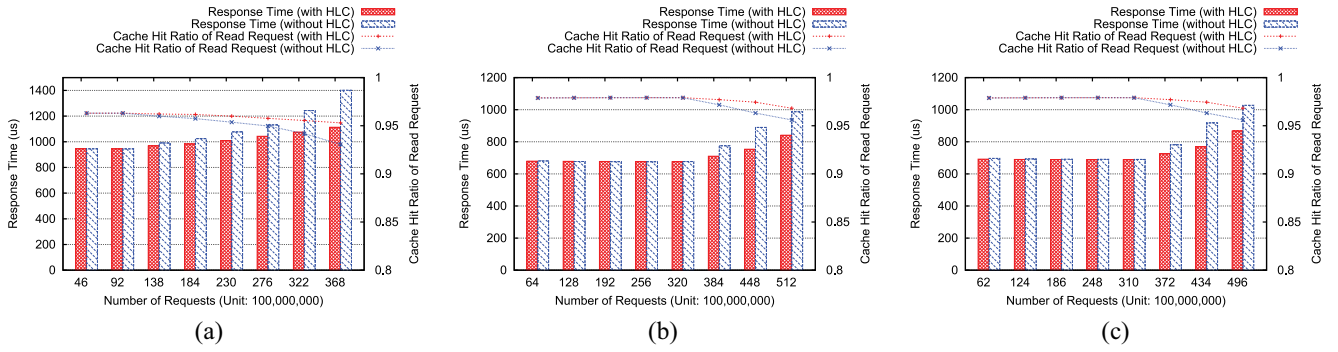 Response Time (with HLC)
Response Time (without HLC)
Cache Hit Ratio of Read Request (with HLC)
Cache Hit Ratio of Read Request (without HLC)
Response Time (us)
1400
1200
1000
800
600
400
200
0
1
0.95
0.9
0.85
0.8
Cache Hit Ratio of Read Request
46 92 138 184 230 276 322 368
Number of Requests (Unit: 100,000,000)
(a)
Response Time (with HLC)
Response Time (without HLC)
Cache Hit Ratio of Read Request (with HLC)
Cache Hit Ratio of Read Request (without HLC)
Response Time (us)
1200
1000
800
600
400
200
0
1
0.95
0.9
0.85
0.8
Cache Hit Ratio of Read Request
64 128 192 256 320 384 448 512
Number of Requests (Unit: 100,000,000)
(b)
Response Time (with HLC)
Response Time (without HLC)
Cache Hit Ratio of Read Request (with HLC)
Cache Hit Ratio of Read Request (without HLC)
Response Time (us)
1200
1000
800
600
400
200
0
1
0.95
0.9
0.85
0.8
Cache Hit Ratio of Read Request
62 124 186 248 310 372 434 496
Number of Requests (Unit: 100,000,000)
(c)